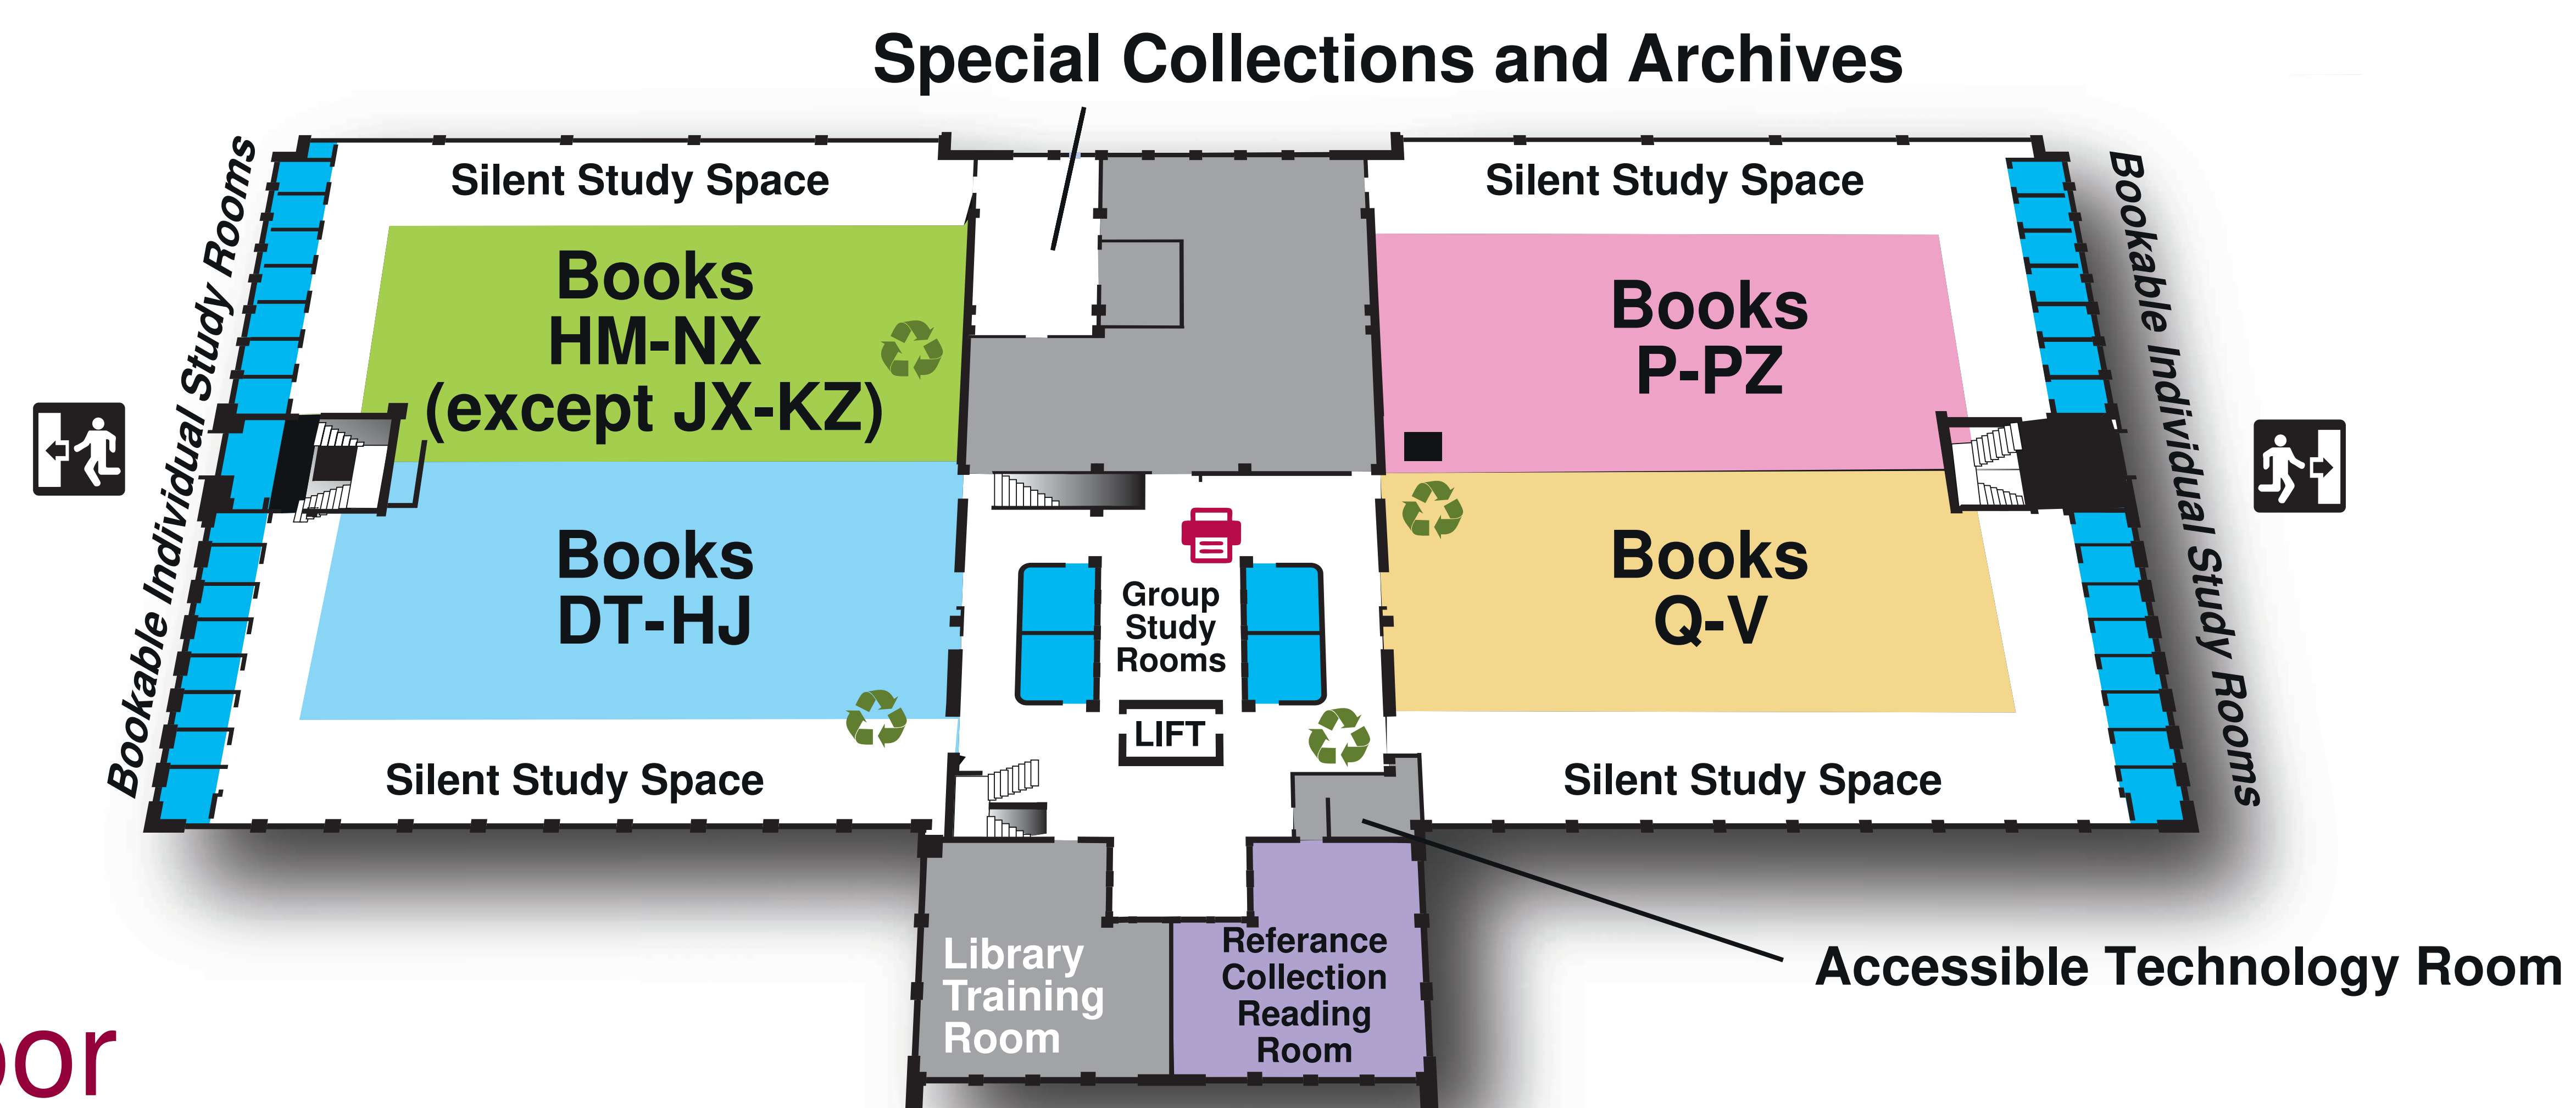 Special Collections and Archives
Silent Study Space
Silent Study Space
Bookable Individual Study Rooms
Bookable Individual Study Rooms
Books
HM-NX
(except JX-KZ)
Books
P-PZ
Books
DT-HJ
Group
Study
Rooms
Books
Q-V
LIFT
Silent Study Space
Silent Study Space
Library
Training
Room
Referance
Collection
Reading
Room
Accessible Technology Room